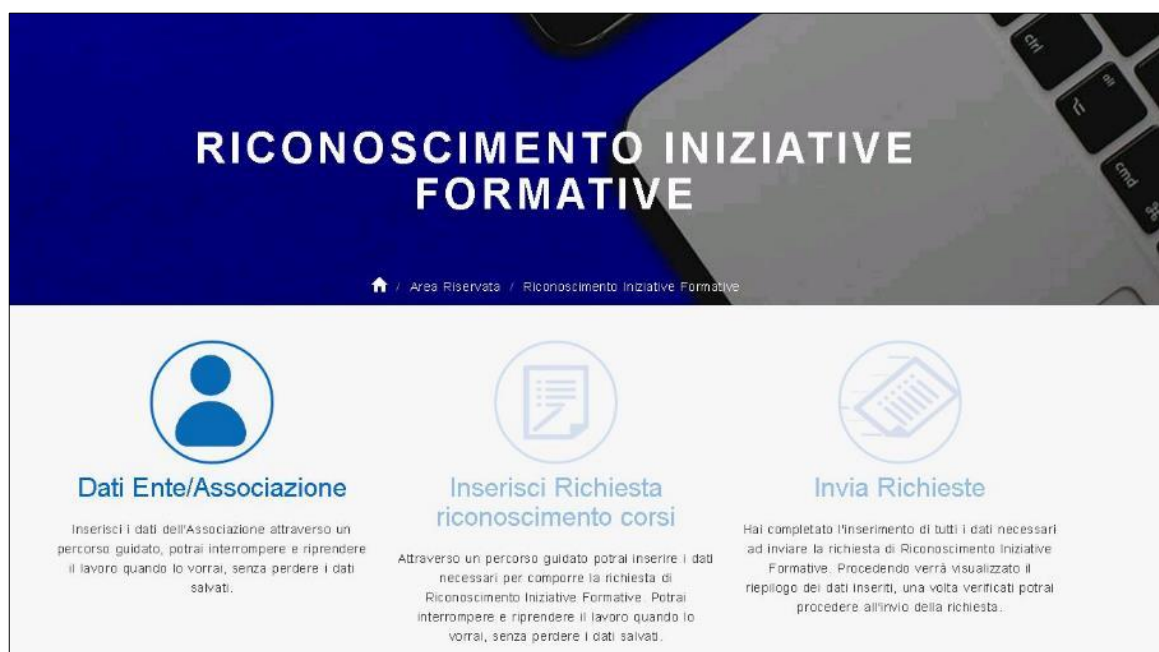 RICONOSCIMENTO INIZIATIVE
FORMATIVE
ctrl
alt
cmd
⌘
/ Area Riservata / Riconoscimento Iniziative Formative
Dati Ente/Associazione
Inserisci i dati dell'Associazione attraverso un
percorso guidato, potrai interrompere e riprendere
il lavoro quando lo vorrai, senza perdere i dati
salvati.
Inserisci Richiesta
riconoscimento corsi
Attraverso un percorso guidato potrai inserire i dati
necessari per comporre la richiesta di
Riconoscimento Iniziative Formative. Potrai
interrompere e riprendere il lavoro quando lo
vorrai, senza perdere i dati salvati.
Invia Richieste
Hai completato l'inserimento di tutti i dati necessari
ad inviare la richiesta di Riconoscimento Iniziative
Formative. Procedendo verrà visualizzato il
riepilogo dei dati inseriti, una volta verificati potrai
procedere all'invio della richiesta.